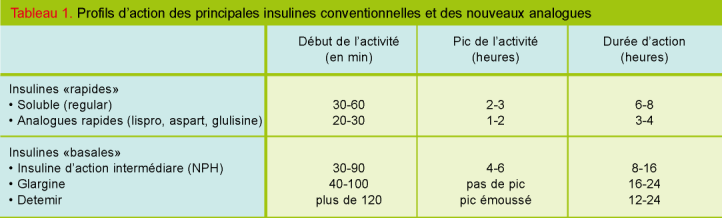 Tableau 1. Profils d'action des principales insulines conventionnelles et des nouveaux analogues
Début de l'activité Pic de l'activité Durée d'action
(en min) (heures) (heures)
Insulines «rapides»
• Soluble (regular) 30-60 2-3 6-8
• Analogues rapides (lispro, aspart, glulisine) 20-30 1-2 3-4
Insulines «basales»
• Insuline d'action intermédiare (NPH) 30-90 4-6 8-16
• Glargine 40-100 pas de pic 16-24
• Detemir plus de 120 pic émoussé 12-24